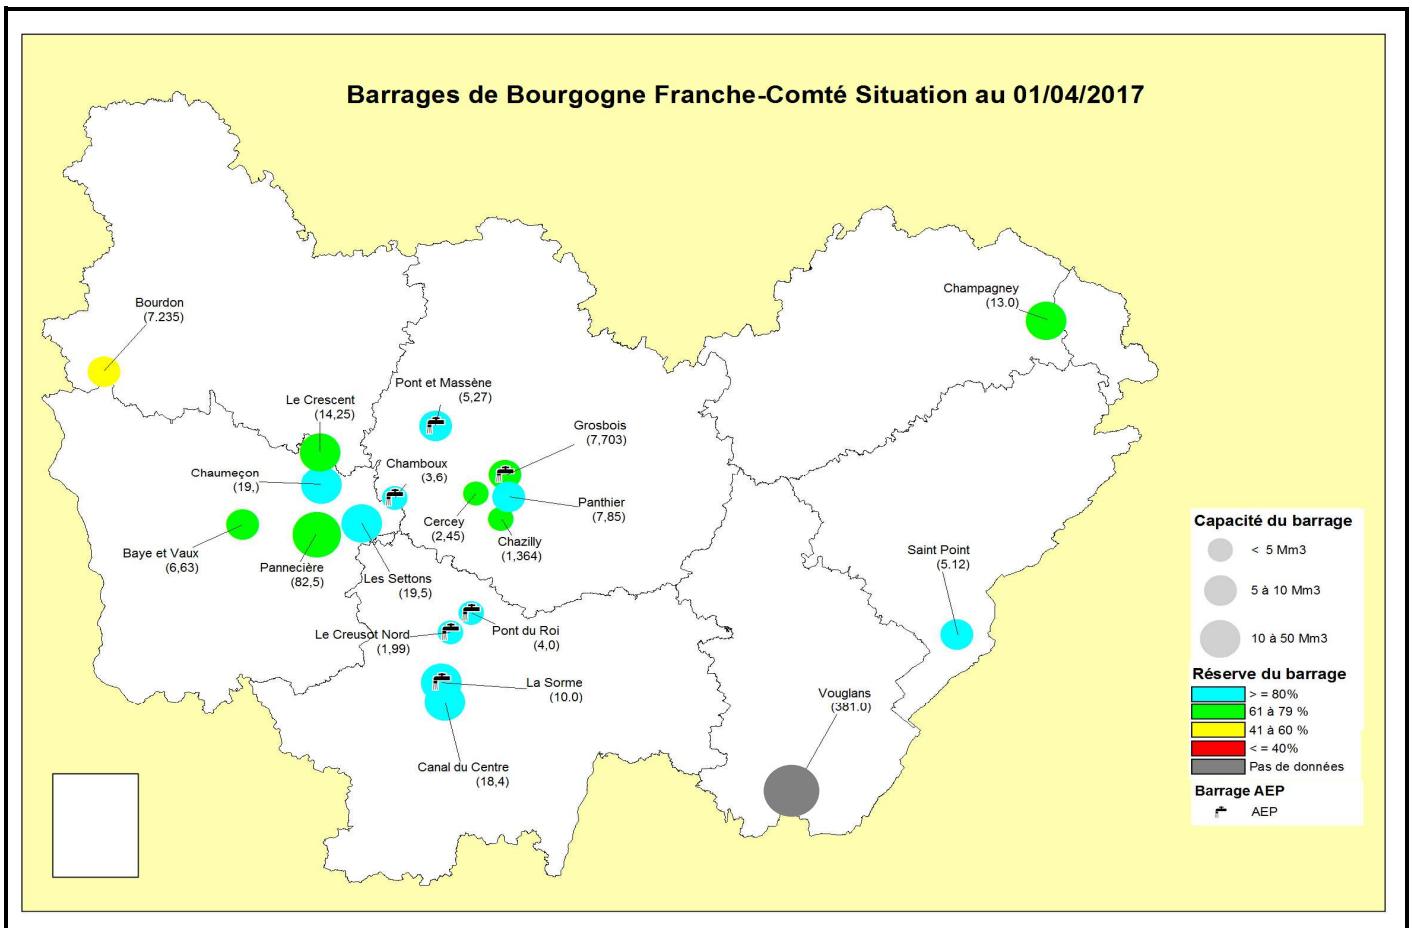 Barrages de Bourgogne Franche-Comté Situation au 01/04/2017
Bourdon
(7.235)
Champagney
(13.0)
Pont et Massène
(5,27)
Le Crescent
(14,25)
Grosbois
(7,703)
Chamboux
(3,6)
Chaumeçon
(19,)
Panthier
(7,85)
Cercey
(2,45)
Chazilly
(1,364)
Baye et Vaux
(6,63)
Pannecière
(82,5)
Les Settons
(19,5)
Saint Point
(5.12)
Le Creusot Nord
(1,99)
Pont du Roi
(4,0)
La Sorme
(10.0)
Vouglans
(381.0)
Canal du Centre
(18,4)
Capacité du barrage
< 5 Mm3
5 à 10 Mm3
10 à 50 Mm3
Réserve du barrage
> = 80%
61 à 79 %
41 à 60 %
< = 40%
Pas de données
Barrage AEP
AEP